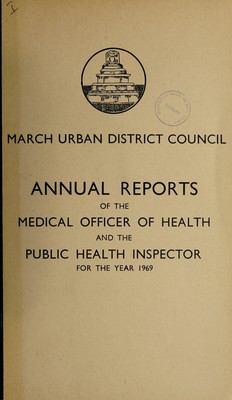 MARCH URBAN DISTRICT COUNCIL
ANNUAL REPORTS
OF THE
MEDICAL OFFICER OF HEALTH
AND THE
PUBLIC HEALTH INSPECTOR
FOR THE YEAR 1969